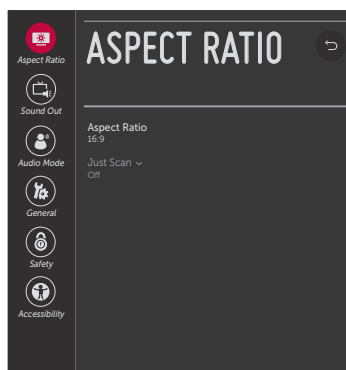 ASPECT RATIO
Aspect Ratio
Sound Out
Audio Mode
General
Safety
Accessibility
Aspect Ratio
16:9
Just Scan
Off